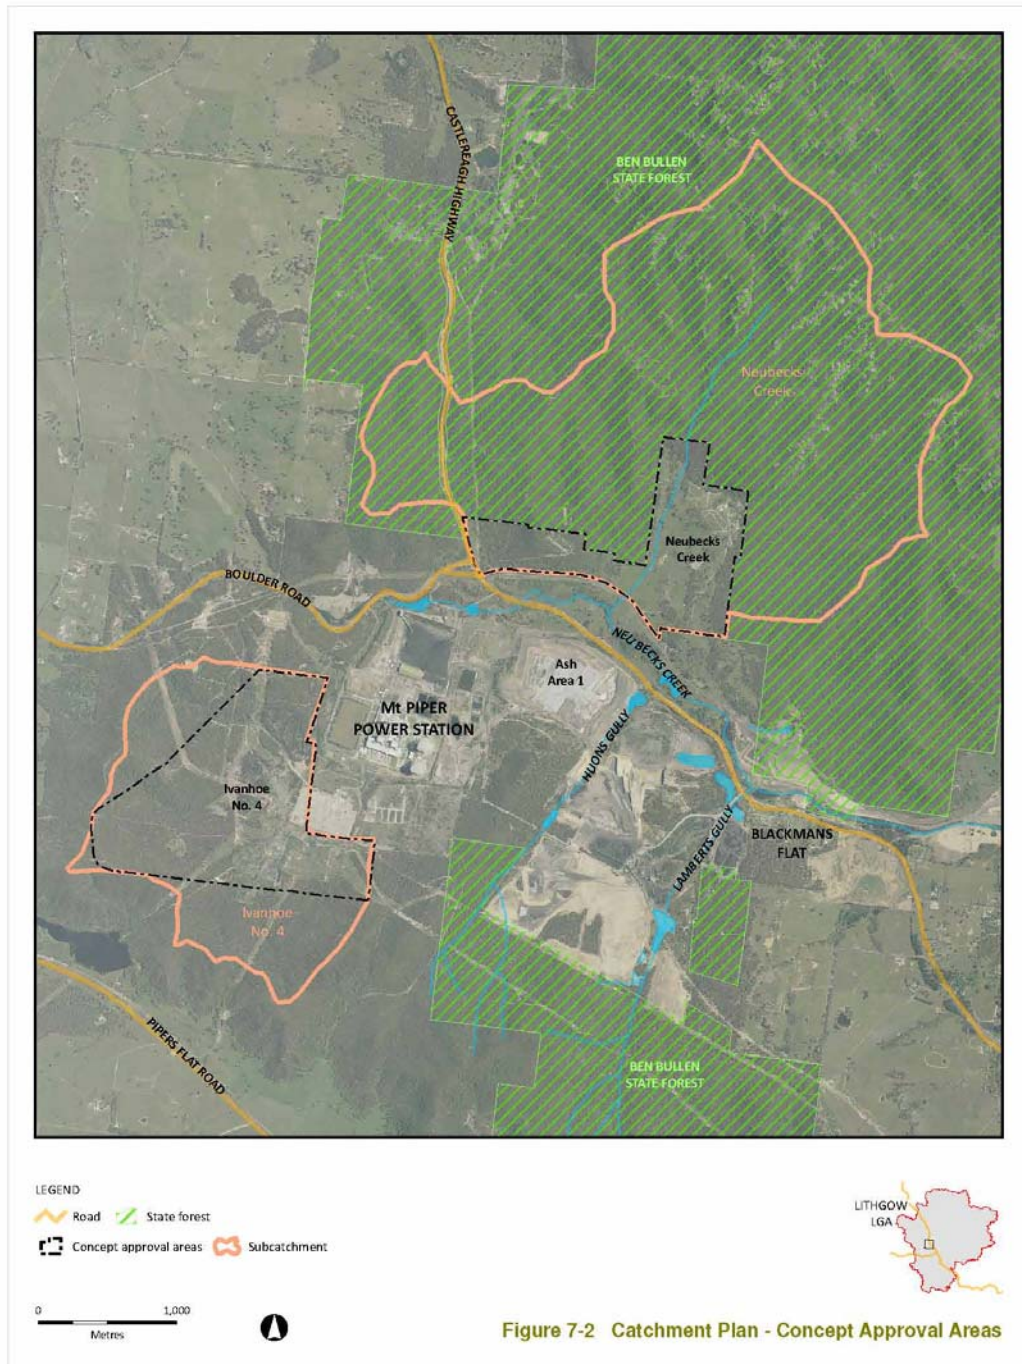 CASTLEREAGH HIGHWAY
BEN BULLEN
STATE FOREST
Neubecks
Creek
Neubecks
Creek
BOULDER ROAD
NEUBECKS CREEK
Ash
Area 1
Mt PIPER
POWER STATION
HUONS GULLY
Ivanhoe
No. 4
LAMBERTS GULLY
BLACKMANS
FLAT
Ivanhoe
No. 4
PIPERS FLAT ROAD
BEN BULLEN
STATE FOREST
LEGEND
Road
State forest
Concept approval areas
Subcatchment
LITHGOW
LGA
0
1,000
Metres
Figure 7-2 Catchment Plan - Concept Approval Areas